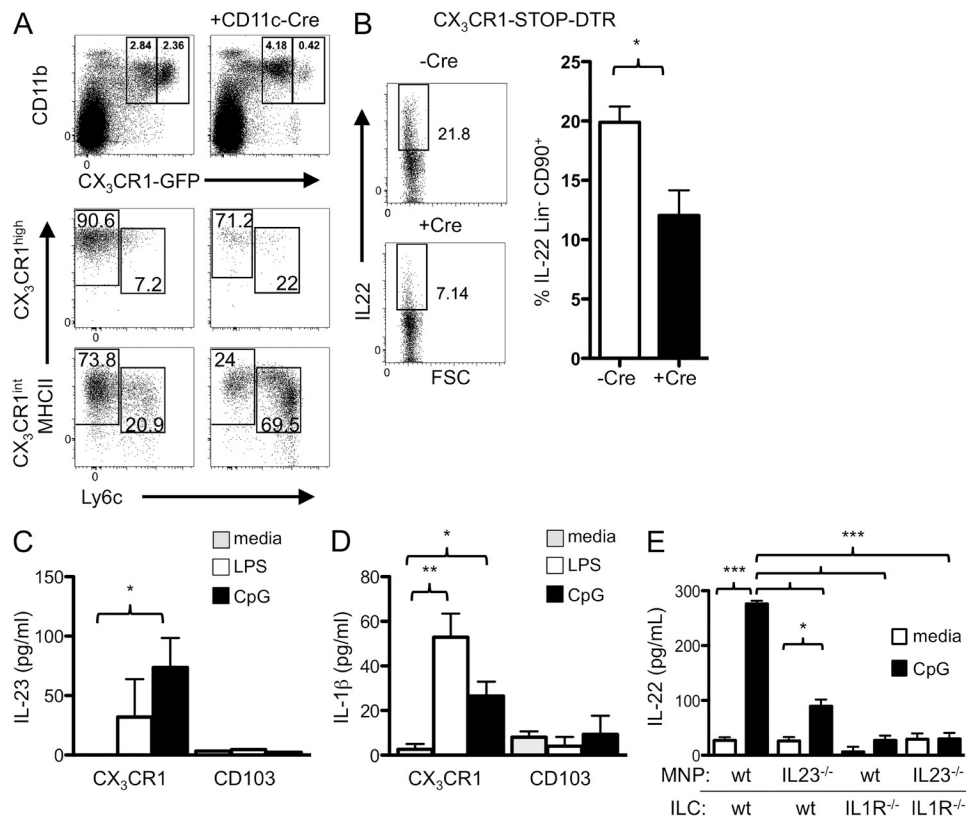 A
+CD11c-Cre
2.84 2.36
4.18 0.42
CD11b
0
0
CX₃CR1-GFP
CX₃CR1ʰⁱᵍʰ
90.6
7.2
71.2
22
0
0
CX₃CR1ⁱⁿᵗ
MHCII
73.8
20.9
24
69.5
0
0
Ly6c
B
CX₃CR1-STOP-DTR
-Cre
21.8
0
0
+Cre
7.14
0
0
IL22
FSC
*
% IL-22 Lin⁻ CD90⁺
25
20
15
10
5
0
-Cre +Cre
C
media
LPS
CpG
*
IL-23 (pg/ml)
150
100
50
0
CX₃CR1 CD103
D
media
LPS
CpG
*
**
IL-1β (pg/ml)
80
60
40
20
0
CX₃CR1 CD103
E
***
***
*
media
CpG
IL-22 (pg/mL)
300
200
100
0
MNP: wt IL23⁻/⁻ wt IL23⁻/⁻
ILC: wt wt IL1R⁻/⁻ IL1R⁻/⁻